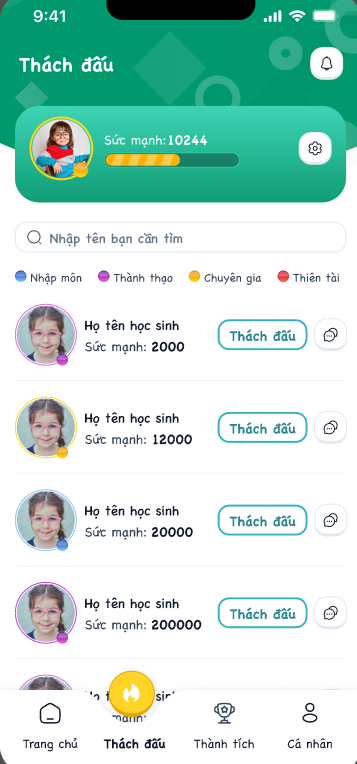 9:41
Thách đấu
Sức mạnh: 10244
Nhập tên bạn cần tìm
Nhập môn Thành thạo Chuyên gia Thiên tài
Họ tên học sinh
Sức mạnh: 2000
Thách đấu
Họ tên học sinh
Sức mạnh: 12000
Thách đấu
Họ tên học sinh
Sức mạnh: 20000
Thách đấu
Họ tên học sinh
Sức mạnh: 200000
Thách đấu
Trang chủ Thách đấu Thành tích Cá nhân